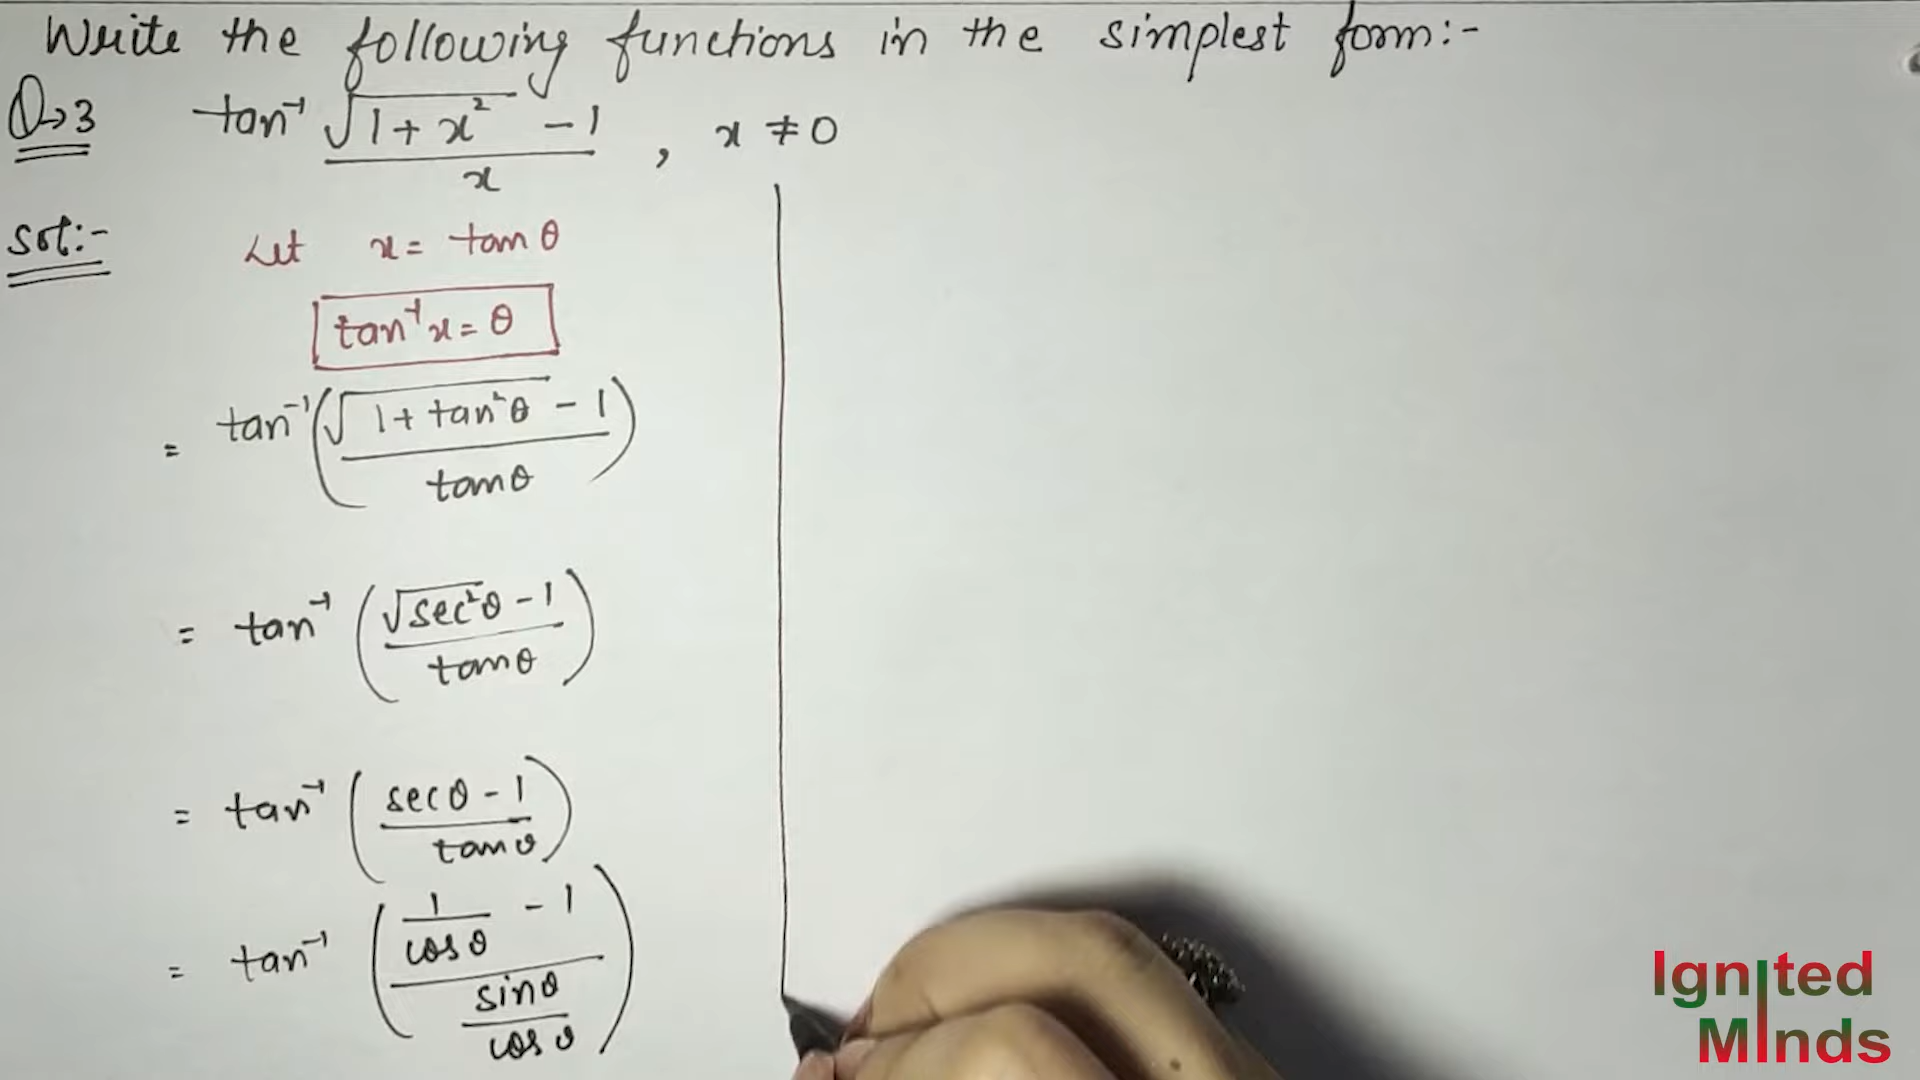 Write the following functions in the simplest form:-
Q→3 tan⁻¹ (√(1+x²) - 1)/x , x ≠ 0
Sol:- Let x = tan θ
tan⁻¹x = θ
= tan⁻¹((√(1+tan²θ) - 1)/tanθ)
= tan⁻¹((√sec²θ - 1)/tanθ)
= tan⁻¹((secθ - 1)/tanθ)
= tan⁻¹((1/cosθ - 1)/(sinθ/cosθ))
Ignited
Minds